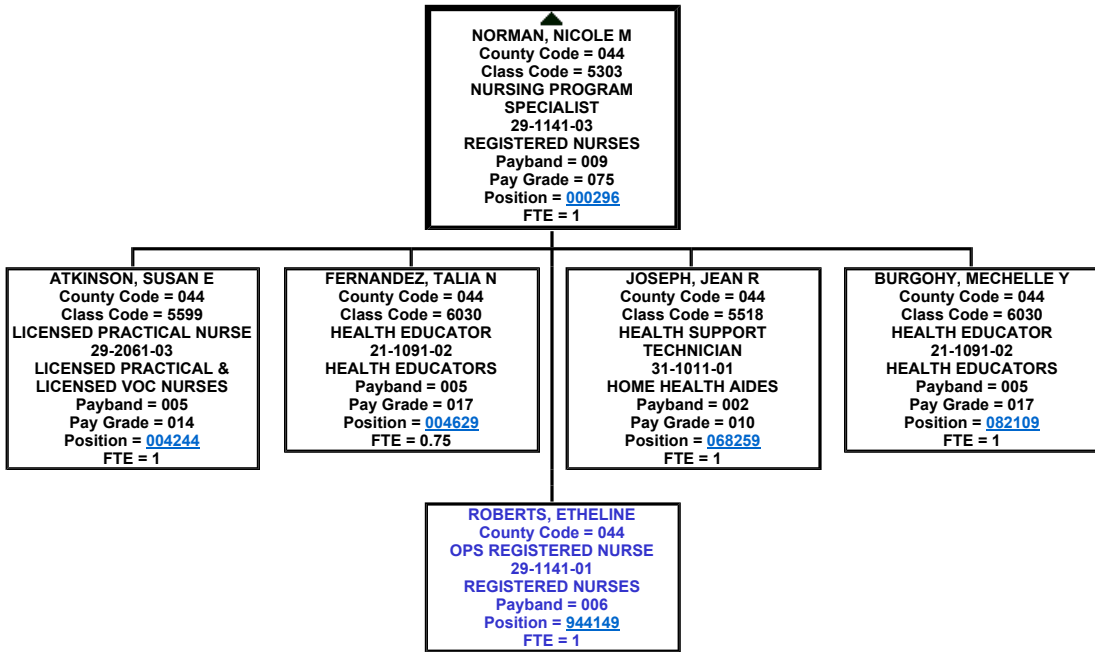 NORMAN, NICOLE M
County Code = 044
Class Code = 5303
NURSING PROGRAM
SPECIALIST
29-1141-03
REGISTERED NURSES
Payband = 009
Pay Grade = 075
Position = 000296
FTE = 1
ATKINSON, SUSAN E
County Code = 044
Class Code = 5599
LICENSED PRACTICAL NURSE
29-2061-03
LICENSED PRACTICAL &
LICENSED VOC NURSES
Payband = 005
Pay Grade = 014
Position = 004244
FTE = 1
FERNANDEZ, TALIA N
County Code = 044
Class Code = 6030
HEALTH EDUCATOR
21-1091-02
HEALTH EDUCATORS
Payband = 005
Pay Grade = 017
Position = 004629
FTE = 0.75
JOSEPH, JEAN R
County Code = 044
Class Code = 5518
HEALTH SUPPORT
TECHNICIAN
31-1011-01
HOME HEALTH AIDES
Payband = 002
Pay Grade = 010
Position = 068259
FTE = 1
BURGOHY, MECHELLE Y
County Code = 044
Class Code = 6030
HEALTH EDUCATOR
21-1091-02
HEALTH EDUCATORS
Payband = 005
Pay Grade = 017
Position = 082109
FTE = 1
ROBERTS, ETHELINE
County Code = 044
OPS REGISTERED NURSE
29-1141-01
REGISTERED NURSES
Payband = 006
Position = 944149
FTE = 1